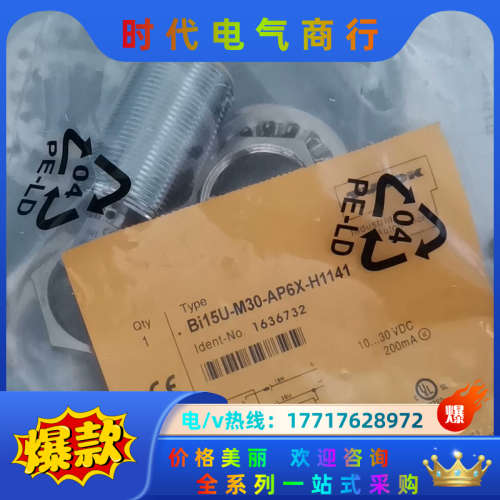 时代电气商行
04
PE-LD
04
PE-LD
Type
Qty
1
Bi15U-M30-AP6X-H1141
Ident-No 1636732
10...30 VDC
200mA
CE
UL
爆款
电/v热线：17717628972
爆
价格美丽 欢迎咨询
全系列一站式采购